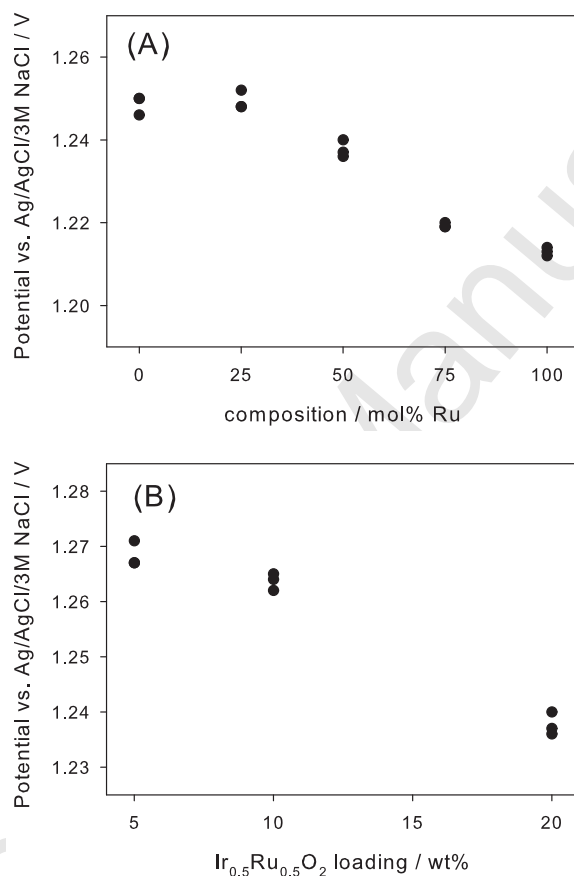 (A)
Potential vs. Ag/AgCl/3M NaCl / V
1.26
1.24
1.22
1.20
0 25 50 75 100
composition / mol% Ru
(B)
Potential vs. Ag/AgCl/3M NaCl / V
1.28
1.27
1.26
1.25
1.24
1.23
5 10 15 20
Ir0.5Ru0.5O2 loading / wt%